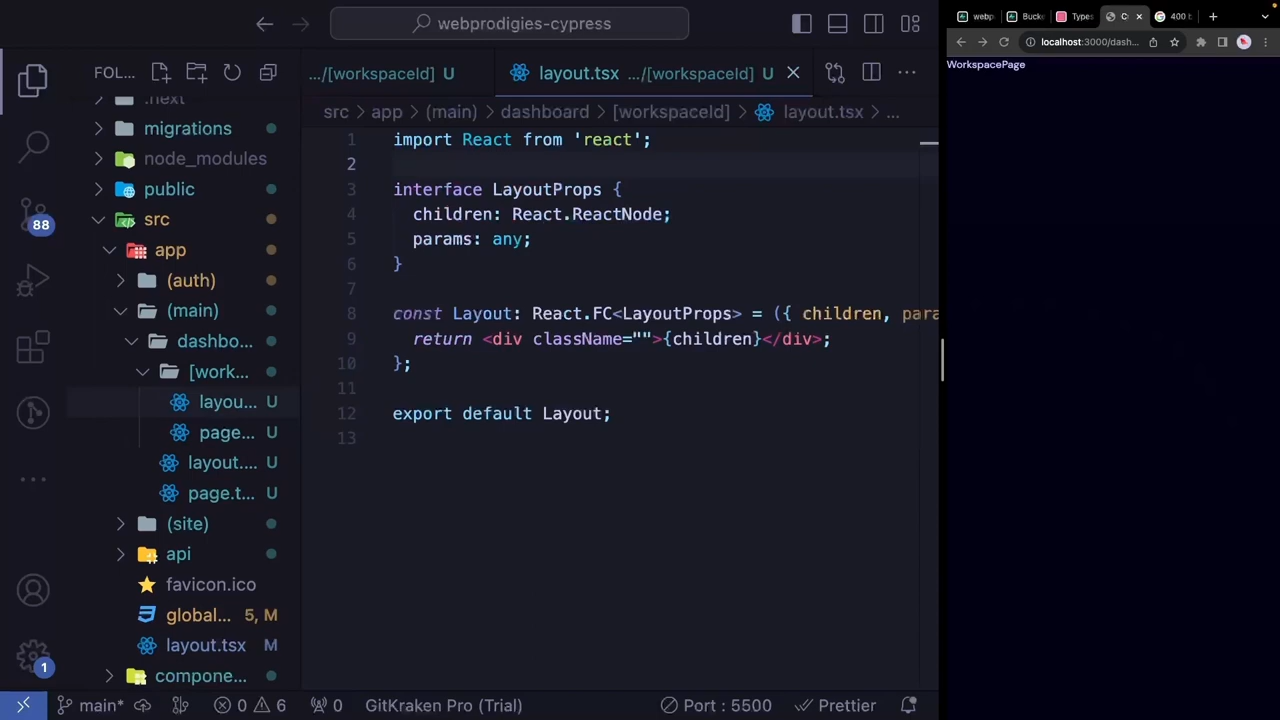 webprodigies-cypress
FOL...
.../[workspaceId] U
layout.tsx .../[workspaceId] U
src > app > (main) > dashboard > [workspaceId] > layout.tsx > ...
.next
migrations
node_modules
public
src
app
(auth)
(main)
dashbo...
[work...
layou... U
page... U
layout.... U
page.t... U
(site)
api
favicon.ico
global... 5, M
layout.tsx M
compone...
88
1
1 import React from 'react';
2
3 interface LayoutProps {
4 children: React.ReactNode;
5 params: any;
6 }
7
8 const Layout: React.FC<LayoutProps> = ({ children, para
9 return <div className="">{children}</div>;
10 };
11
12 export default Layout;
13
main* 0 6 0 GitKraken Pro (Trial) Port : 5500 Prettier
webp
Buck
Types
C
400 t
localhost:3000/dash...
WorkspacePage